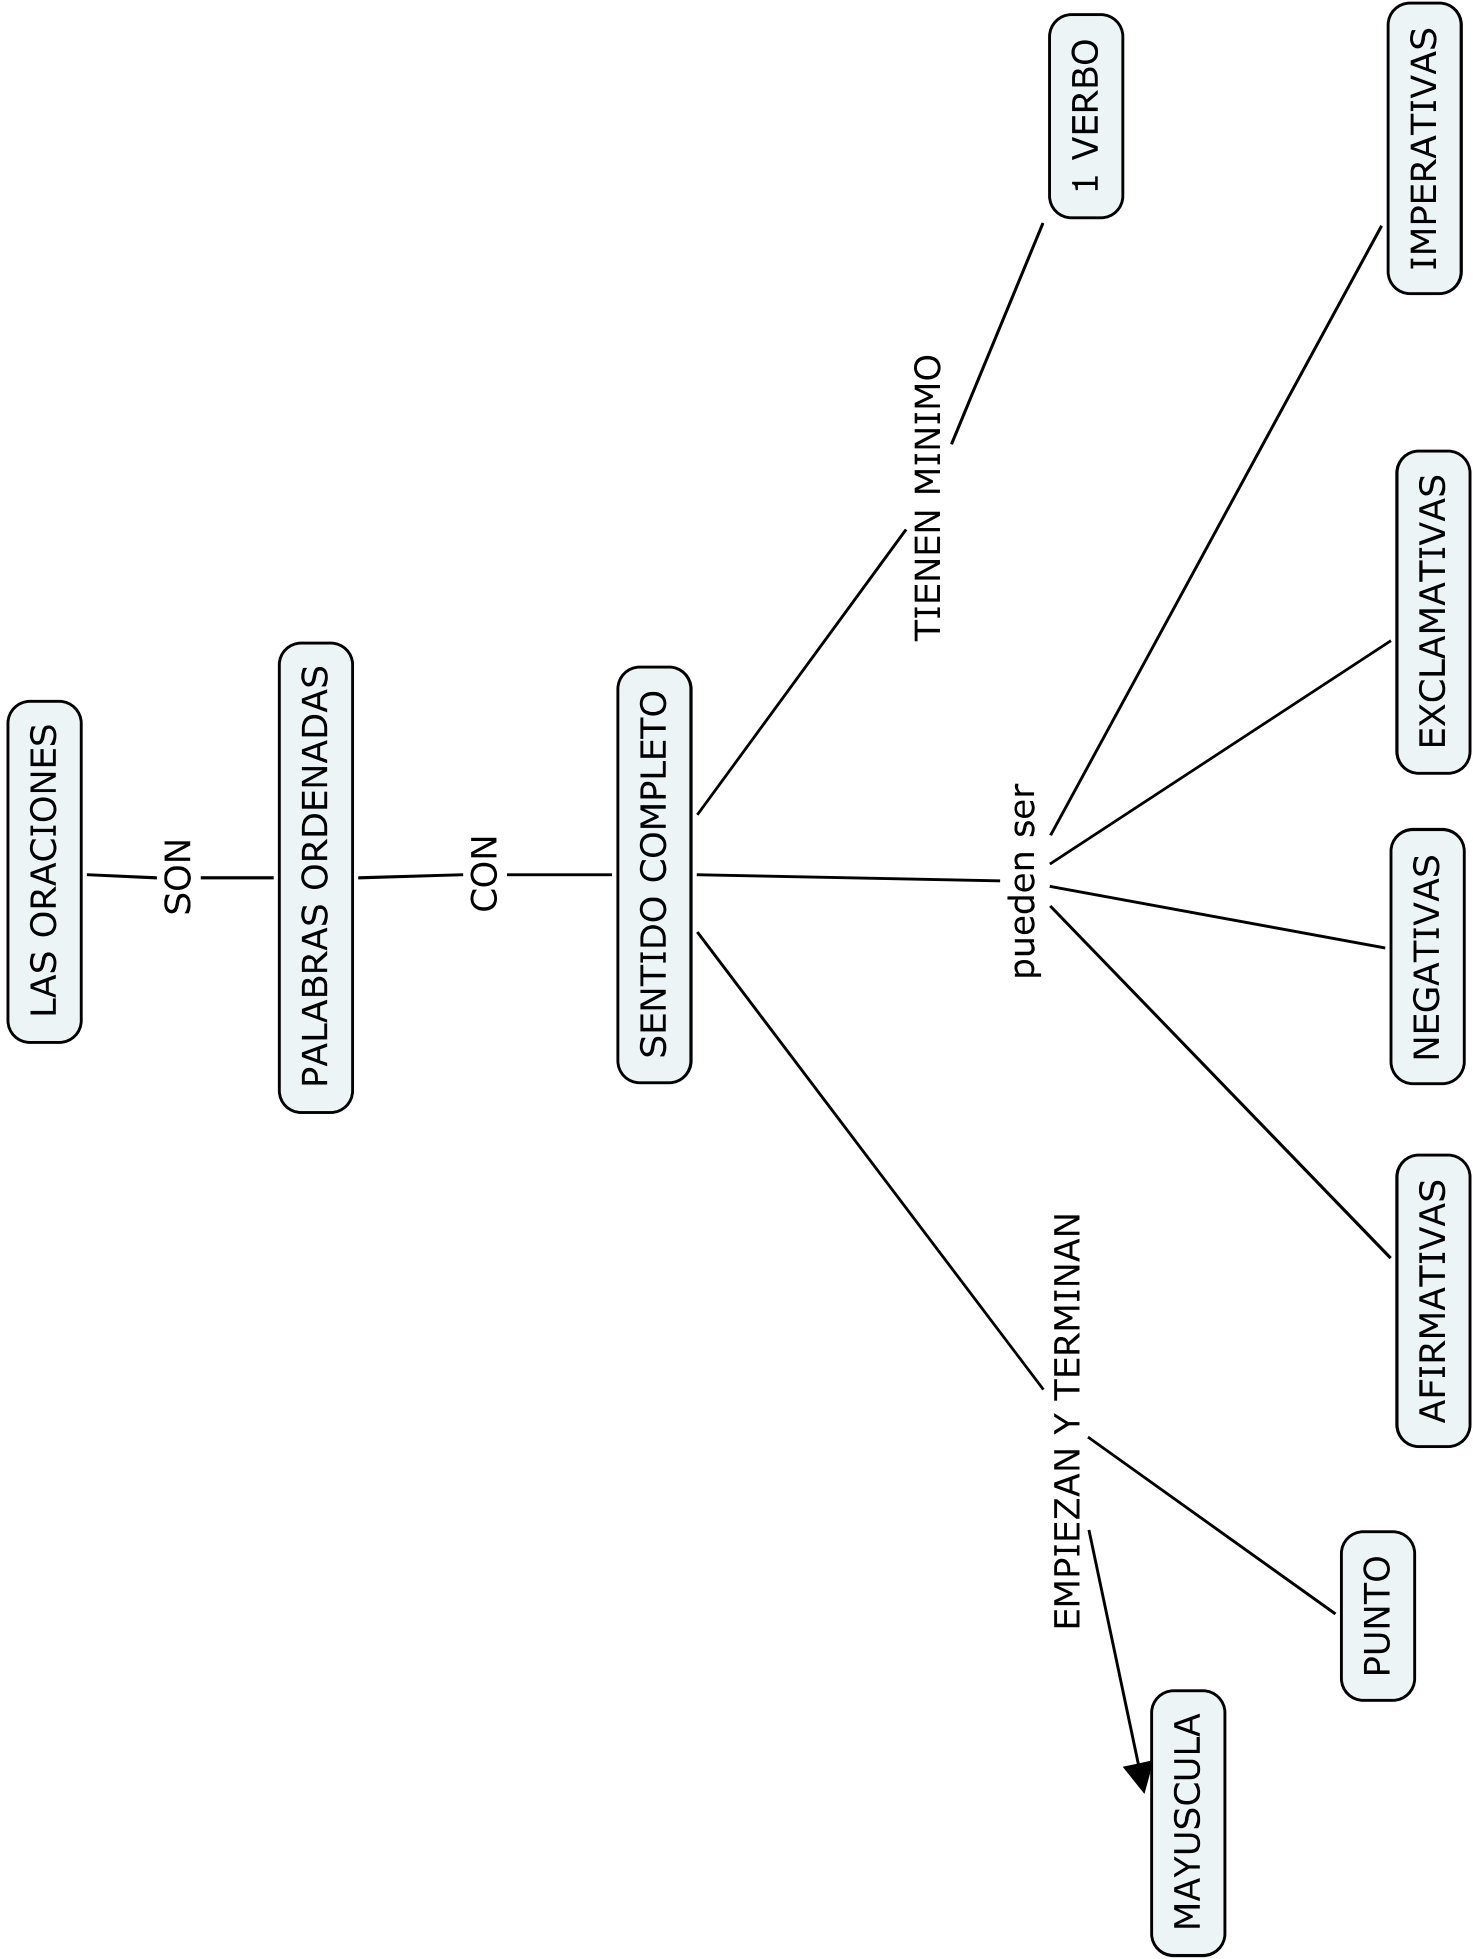 LAS ORACIONES
SON
PALABRAS ORDENADAS
CON
SENTIDO COMPLETO
TIENEN MINIMO
1 VERBO
pueden ser
EMPIEZAN Y TERMINAN
MAYUSCULA
PUNTO
AFIRMATIVAS
NEGATIVAS
EXCLAMATIVAS
IMPERATIVAS